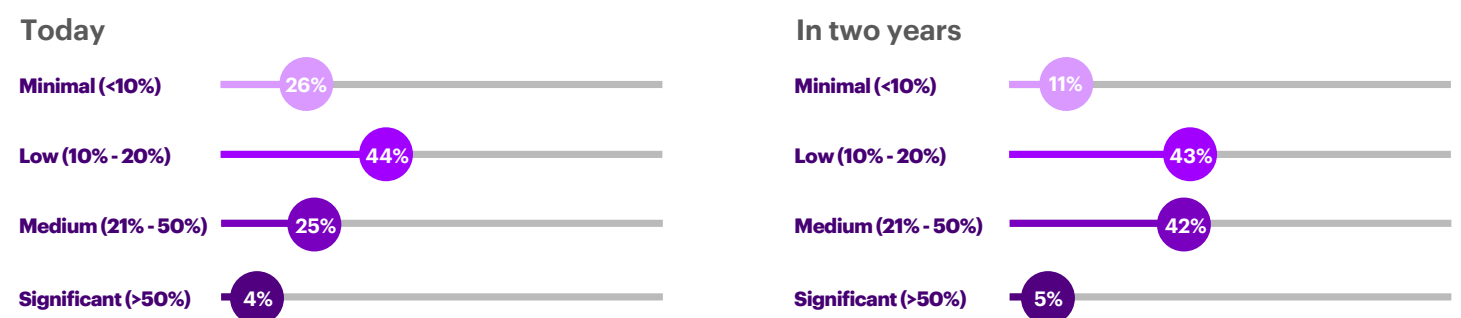 Today
Minimal (<10%) 26%
Low (10% - 20%) 44%
Medium (21% - 50%) 25%
Significant (>50%) 4%
In two years
Minimal (<10%) 11%
Low (10% - 20%) 43%
Medium (21% - 50%) 42%
Significant (>50%) 5%